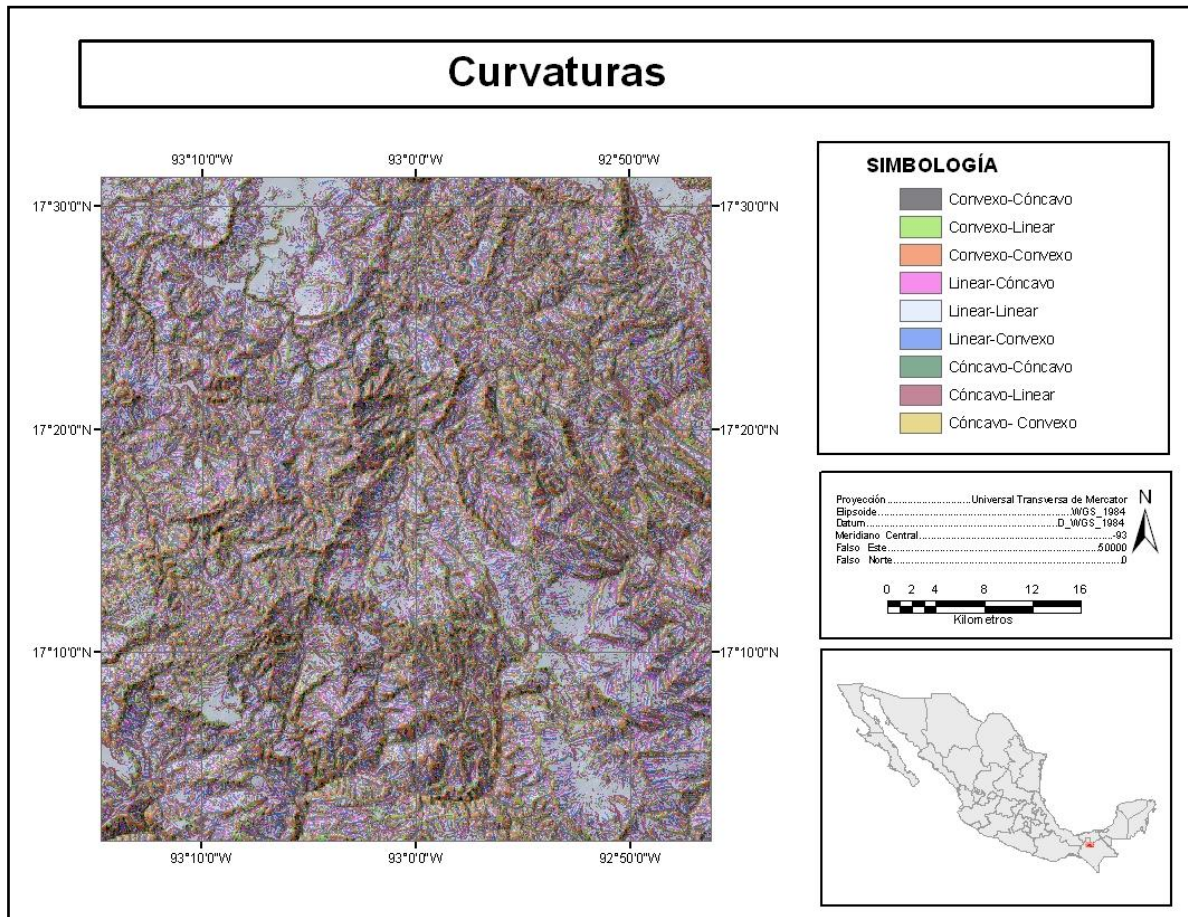 Curvaturas
93°10'0"W 93°0'0"W 92°50'0"W
17°30'0"N 17°30'0"N
17°20'0"N 17°20'0"N
17°10'0"N 17°10'0"N
93°10'0"W 93°0'0"W 92°50'0"W
SIMBOLOGÍA
Convexo-Cóncavo
Convexo-Linear
Convexo-Convexo
Linear-Cóncavo
Linear-Linear
Linear-Convexo
Cóncavo-Cóncavo
Cóncavo-Linear
Cóncavo- Convexo
Proyección..........................Universal Transversa de Mercator
Elipsoide..........................WGS_1984
Datum..........................D_WGS_1984
Meridiano Central..........................-93
Falso Este..........................50000
Falso Norte..........................0
N
0 2 4 8 12 16
Kilometros